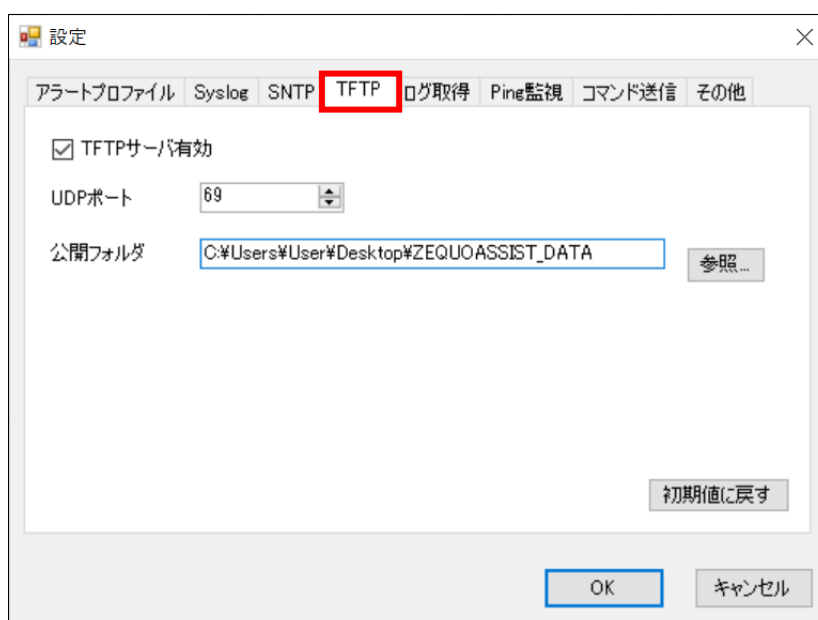 設定
アラートプロファイル Syslog SNTP TFTP ログ取得 Ping監視 コマンド送信 その他
TFTPサーバ有効
UDPポート 69
公開フォルダ C:¥Users¥User¥Desktop¥ZEQUOASSIST_DATA 参照...
初期値に戻す
OK キャンセル